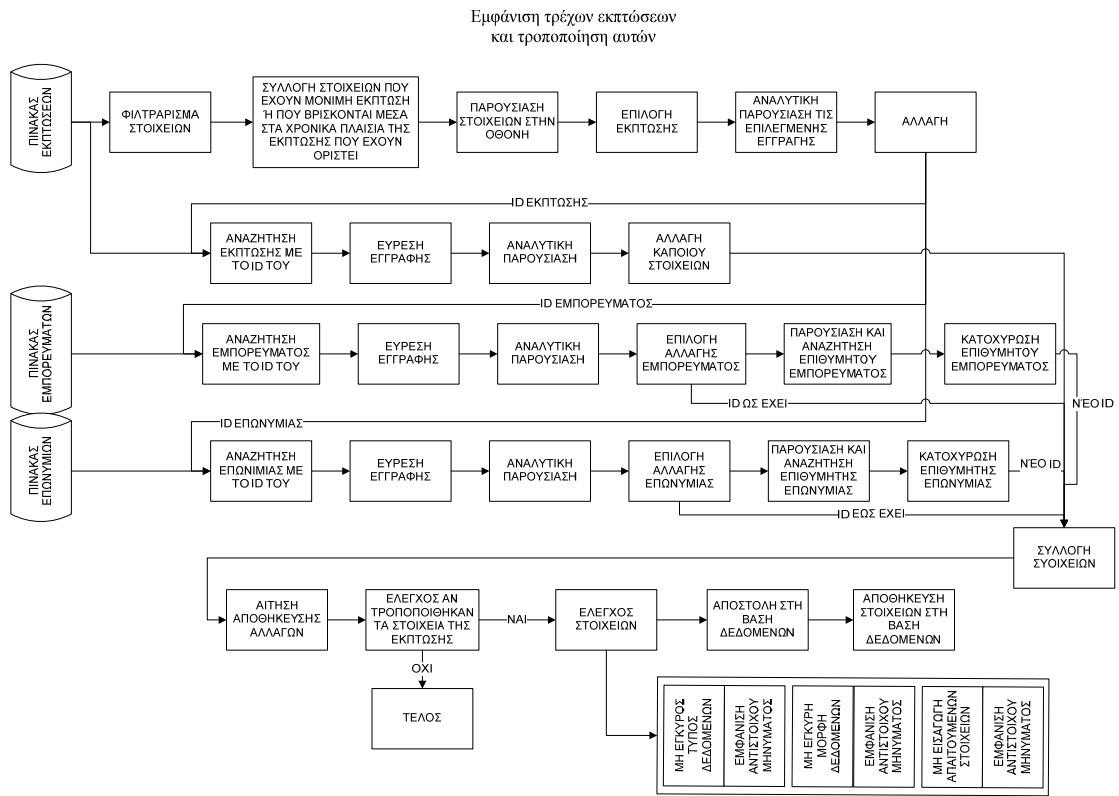 Εμφάνιση τρέχων εκπτώσεων
και τροποποίηση αυτών
ΠΙΝΑΚΑΣ
ΕΚΠΤΩΣΕΩΝ
ΦΙΛΤΡΑΡΙΣΜΑ
ΣΤΟΙΧΕΙΩΝ
ΣΥΛΛΟΓΗ ΣΤΟΙΧΕΙΩΝ ΠΟΥ
ΕΧΟΥΝ ΜΟΝΙΜΗ ΕΚΠΤΩΣΗ
Ή ΠΟΥ ΒΡΙΣΚΟΝΤΑΙ ΜΕΣΑ
ΣΤΑ ΧΡΟΝΙΚΑ ΠΛΑΙΣΙΑ ΤΗΣ
ΕΚΠΤΩΣΗΣ ΠΟΥ ΕΧΟΥΝ
ΟΡΙΣΤΕΙ
ΠΑΡΟΥΣΙΑΣΗ
ΣΤΟΙΧΕΙΩΝ ΣΤΗΝ
ΟΘΟΝΗ
ΕΠΙΛΟΓΗ
ΕΚΠΤΩΣΗΣ
ΑΝΑΛΥΤΙΚΗ
ΠΑΡΟΥΣΙΑΣΗ ΤΙΣ
ΕΠΙΛΕΓΜΕΝΗΣ
ΕΓΓΡΑΓΗΣ
ΑΛΛΑΓΗ
ID ΕΚΠΤΩΣΗΣ
ΑΝΑΖΗΤΗΣΗ
ΕΚΠΤΩΣΗΣ ΜΕ
ΤΟ ID ΤΟΥ
ΕΥΡΕΣΗ
ΕΓΓΡΑΦΗΣ
ΑΝΑΛΥΤΙΚΗ
ΠΑΡΟΥΣΙΑΣΗ
ΑΛΛΑΓΗ
ΚΑΠΟΙΟΥ
ΣΤΟΙΧΕΙΩΝ
ΠΙΝΑΚΑΣ
ΕΜΠΟΡΕΥΜΑΤΩΝ
ID ΕΜΠΟΡΕΥΜΑΤΟΣ
ΑΝΑΖΗΤΗΣΗ
ΕΜΠΟΡΕΥΜΑΤΟΣ
ΜΕ ΤΟ ID ΤΟΥ
ΕΥΡΕΣΗ
ΕΓΓΡΑΦΗΣ
ΑΝΑΛΥΤΙΚΗ
ΠΑΡΟΥΣΙΑΣΗ
ΕΠΙΛΟΓΗ
ΑΛΛΑΓΗΣ
ΕΜΠΟΡΕΥΜΑΤΟΣ
ΠΑΡΟΥΣΙΑΣΗ ΚΑΙ
ΑΝΑΖΗΤΗΣΗ
ΕΠΙΘΥΜΗΤΟΥ
ΕΜΠΟΡΕΥΜΑΤΟΣ
ΚΑΤΟΧΥΡΩΣΗ
ΕΠΙΘΥΜΗΤΟΥ
ΕΜΠΟΡΕΥΜΑΤΟΣ
ID ΩΣ ΕΧΕΙ
ΝΈΟ ID
ΠΙΝΑΚΑΣ
ΕΠΩΝΥΜΙΩΝ
ID ΕΠΩΝΥΜΙΑΣ
ΑΝΑΖΗΤΗΣΗ
ΕΠΩΝΙΜΙΑΣ ΜΕ
ΤΟ ID ΤΟΥ
ΕΥΡΕΣΗ
ΕΓΓΡΑΦΗΣ
ΑΝΑΛΥΤΙΚΗ
ΠΑΡΟΥΣΙΑΣΗ
ΕΠΙΛΟΓΗ
ΑΛΛΑΓΗΣ
ΕΠΩΝΥΜΙΑΣ
ΠΑΡΟΥΣΙΑΣΗ ΚΑΙ
ΑΝΑΖΗΤΗΣΗ
ΕΠΙΘΥΜΗΤΗΣ
ΕΠΩΝΥΜΙΑΣ
ΚΑΤΟΧΥΡΩΣΗ
ΕΠΙΘΥΜΗΤΗΣ
ΕΠΩΝΥΜΙΑΣ
ΝΈΟ ID
ID ΕΩΣ ΕΧΕΙ
ΣΥΛΛΟΓΗ
ΣΥΟΙΧΕΙΩΝ
ΑΙΤΗΣΗ
ΑΠΟΘΗΚΕΥΣΗΣ
ΑΛΛΑΓΩΝ
ΕΛΕΓΧΟΣ ΑΝ
ΤΡΟΠΟΠΟΙΘΗΚΑΝ
ΤΑ ΣΤΟΙΧΕΙΑ ΤΗΣ
ΕΚΠΤΩΣΗΣ
ΝΑΙ
ΕΛΕΓΧΟΣ
ΣΤΟΙΧΕΙΩΝ
ΑΠΟΣΤΟΛΗ ΣΤΗ
ΒΑΣΗ
ΔΕΔΟΜΕΝΩΝ
ΑΠΟΘΗΚΕΥΣΗ
ΣΤΟΙΧΕΙΩΝ ΣΤΗ
ΒΑΣΗ
ΔΕΔΟΜΕΝΩΝ
ΟΧΙ
ΤΕΛΟΣ
ΜΗ ΕΓΚΥΡΟΣ
ΤΥΠΟΣ
ΔΕΔΟΜΕΝΩΝ
ΕΜΦΑΝΙΣΗ
ΑΝΤΙΣΤΟΙΧΟΥ
ΜΗΝΥΜΑΤΟΣ
ΜΗ ΕΓΚΥΡΗ
ΜΟΡΦΗ
ΔΕΔΟΜΕΝΩΝ
ΕΜΦΑΝΙΣΗ
ΑΝΤΙΣΤΟΙΧΟΥ
ΜΗΝΥΜΑΤΟΣ
ΜΗ ΕΙΣΑΓΩΓΗ
ΑΠΑΙΤΟΥΜΕΝΩΝ
ΣΤΟΙΧΕΙΩΝ
ΕΜΦΑΝΙΣΗ
ΑΝΤΙΣΤΟΙΧΟΥ
ΜΗΝΥΜΑΤΟΣ